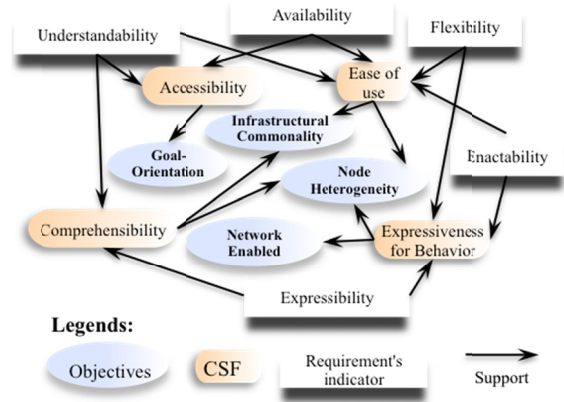 Availability
Flexibility
Understandability
Accessibility
Ease of
use
Infrastructural
Commonality
Goal-
Orientation
Node
Heterogeneity
Enactability
Comprehensibility
Network
Enabled
Expressiveness
for Behavior
Expressibility
Legends:
Objectives
CSF
Requirement's
indicator
Support